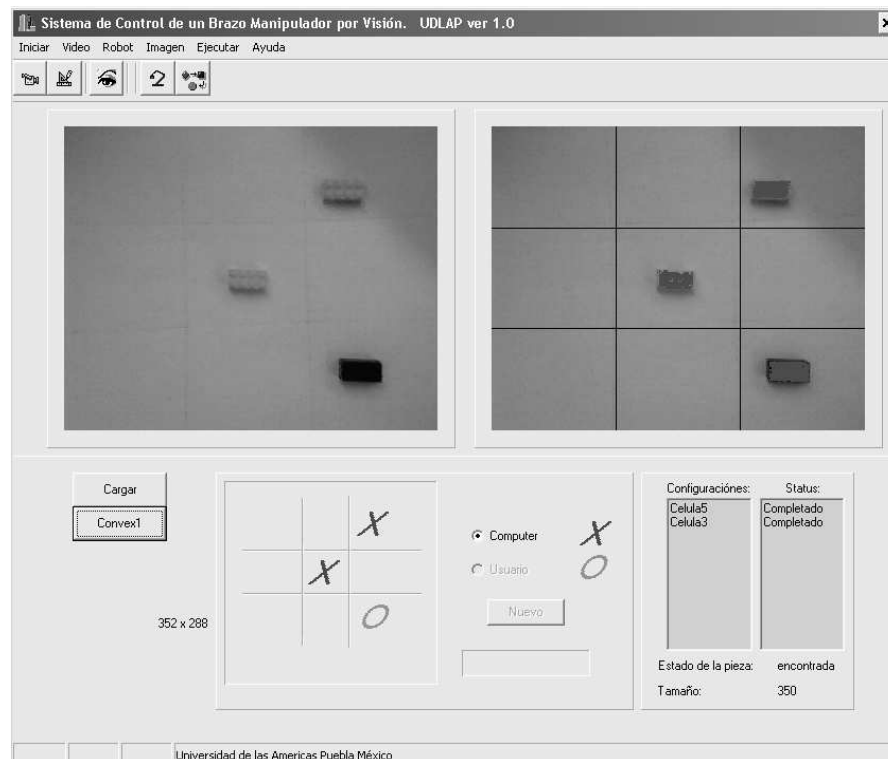 Sistema de Control de un Brazo Manipulador por Visión. UDLAP ver 1.0
Iniciar Video Robot Imagen Ejecutar Ayuda
Cargar
Convex1
352 x 288
X
X
O
Computer X
Usuario O
Nuevo
Configuraciónes: Status:
Celula5 Completado
Celula3 Completado
Estado de la pieza: encontrada
Tamaño: 350
Universidad de las Americas Puebla México